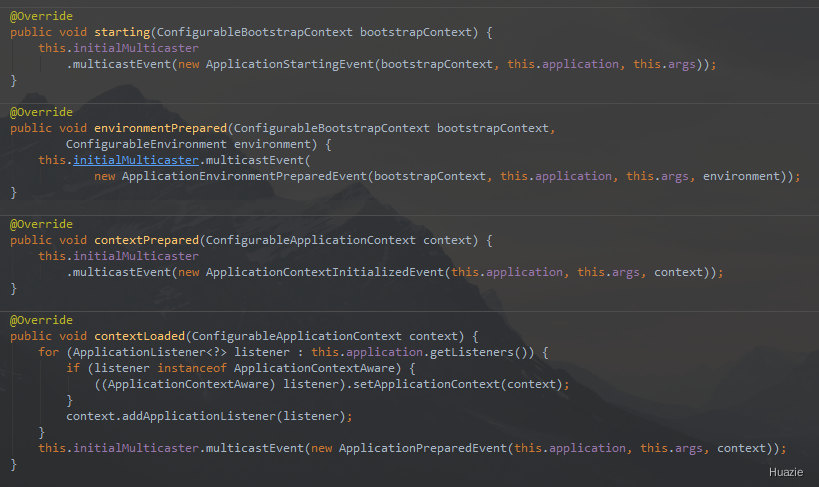 @Override
public void starting(ConfigurableBootstrapContext bootstrapContext) {
    this.initialMulticaster
        .multicastEvent(new ApplicationStartingEvent(bootstrapContext, this.application, this.args));
}
@Override
public void environmentPrepared(ConfigurableBootstrapContext bootstrapContext,
        ConfigurableEnvironment environment) {
    this.initialMulticaster.multicastEvent(
            new ApplicationEnvironmentPreparedEvent(bootstrapContext, this.application, this.args, environment));
}
@Override
public void contextPrepared(ConfigurableApplicationContext context) {
    this.initialMulticaster
        .multicastEvent(new ApplicationContextInitializedEvent(this.application, this.args, context));
}
@Override
public void contextLoaded(ConfigurableApplicationContext context) {
    for (ApplicationListener<?> listener : this.application.getListeners()) {
        if (listener instanceof ApplicationContextAware) {
            ((ApplicationContextAware) listener).setApplicationContext(context);
        }
        context.addApplicationListener(listener);
    }
    this.initialMulticaster.multicastEvent(new ApplicationPreparedEvent(this.application, this.args, context));
}
Huazie